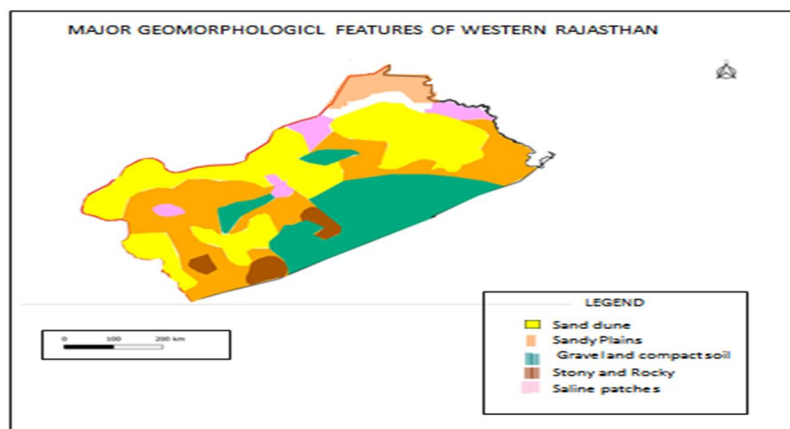 MAJOR GEOMORPHOLOGICL FEATURES OF WESTERN RAJASTHAN
0 100 200 km
LEGEND
Sand dune
Sandy Plains
Gravel and compact soil
Stony and Rocky
Saline patches